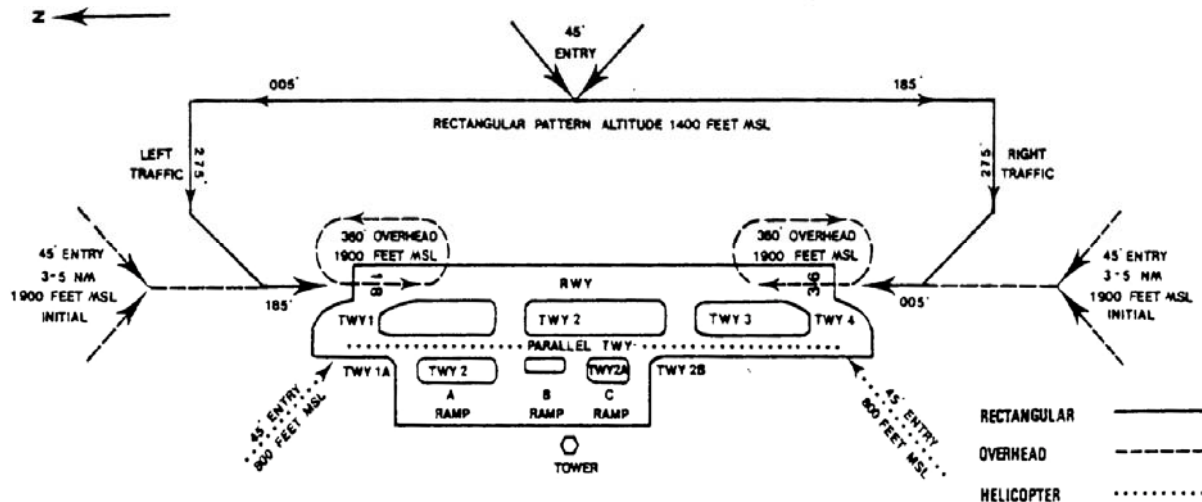 N
45° ENTRY
005°
185°
RECTANGULAR PATTERN ALTITUDE 1400 FEET MSL
LEFT TRAFFIC
275°
275°
RIGHT TRAFFIC
45° ENTRY
3-5 NM
1900 FEET MSL
INITIAL
360° OVERHEAD
1900 FEET MSL
360° OVERHEAD
1900 FEET MSL
45° ENTRY
3-5 NM
1900 FEET MSL
INITIAL
185°
18
RWY
36
005°
TWY 1
TWY 2
TWY 3
TWY 4
PARALLEL TWY
TWY 1A
TWY 2
TWY2A
TWY 2B
A RAMP
B RAMP
C RAMP
45° ENTRY
800 FEET MSL
45° ENTRY
800 FEET MSL
TOWER
RECTANGULAR
OVERHEAD
HELICOPTER